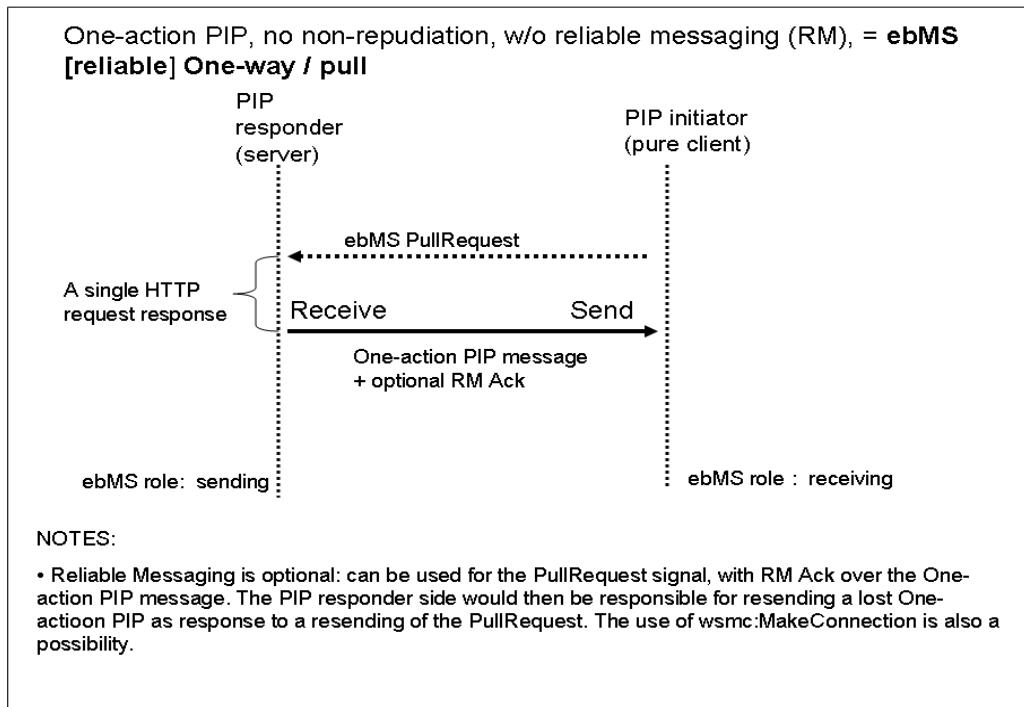 One-action PIP, no non-repudiation, w/o reliable messaging (RM), = ebMS
[reliable] One-way / pull
PIP
responder
(server)
PIP initiator
(pure client)
ebMS PullRequest
A single HTTP
request response
Receive
Send
One-action PIP message
+ optional RM Ack
ebMS role: sending
ebMS role : receiving
NOTES:
• Reliable Messaging is optional: can be used for the PullRequest signal, with RM Ack over the One-
action PIP message. The PIP responder side would then be responsible for resending a lost One-
actioon PIP as response to a resending of the PullRequest. The use of wsmc:MakeConnection is also a
possibility.